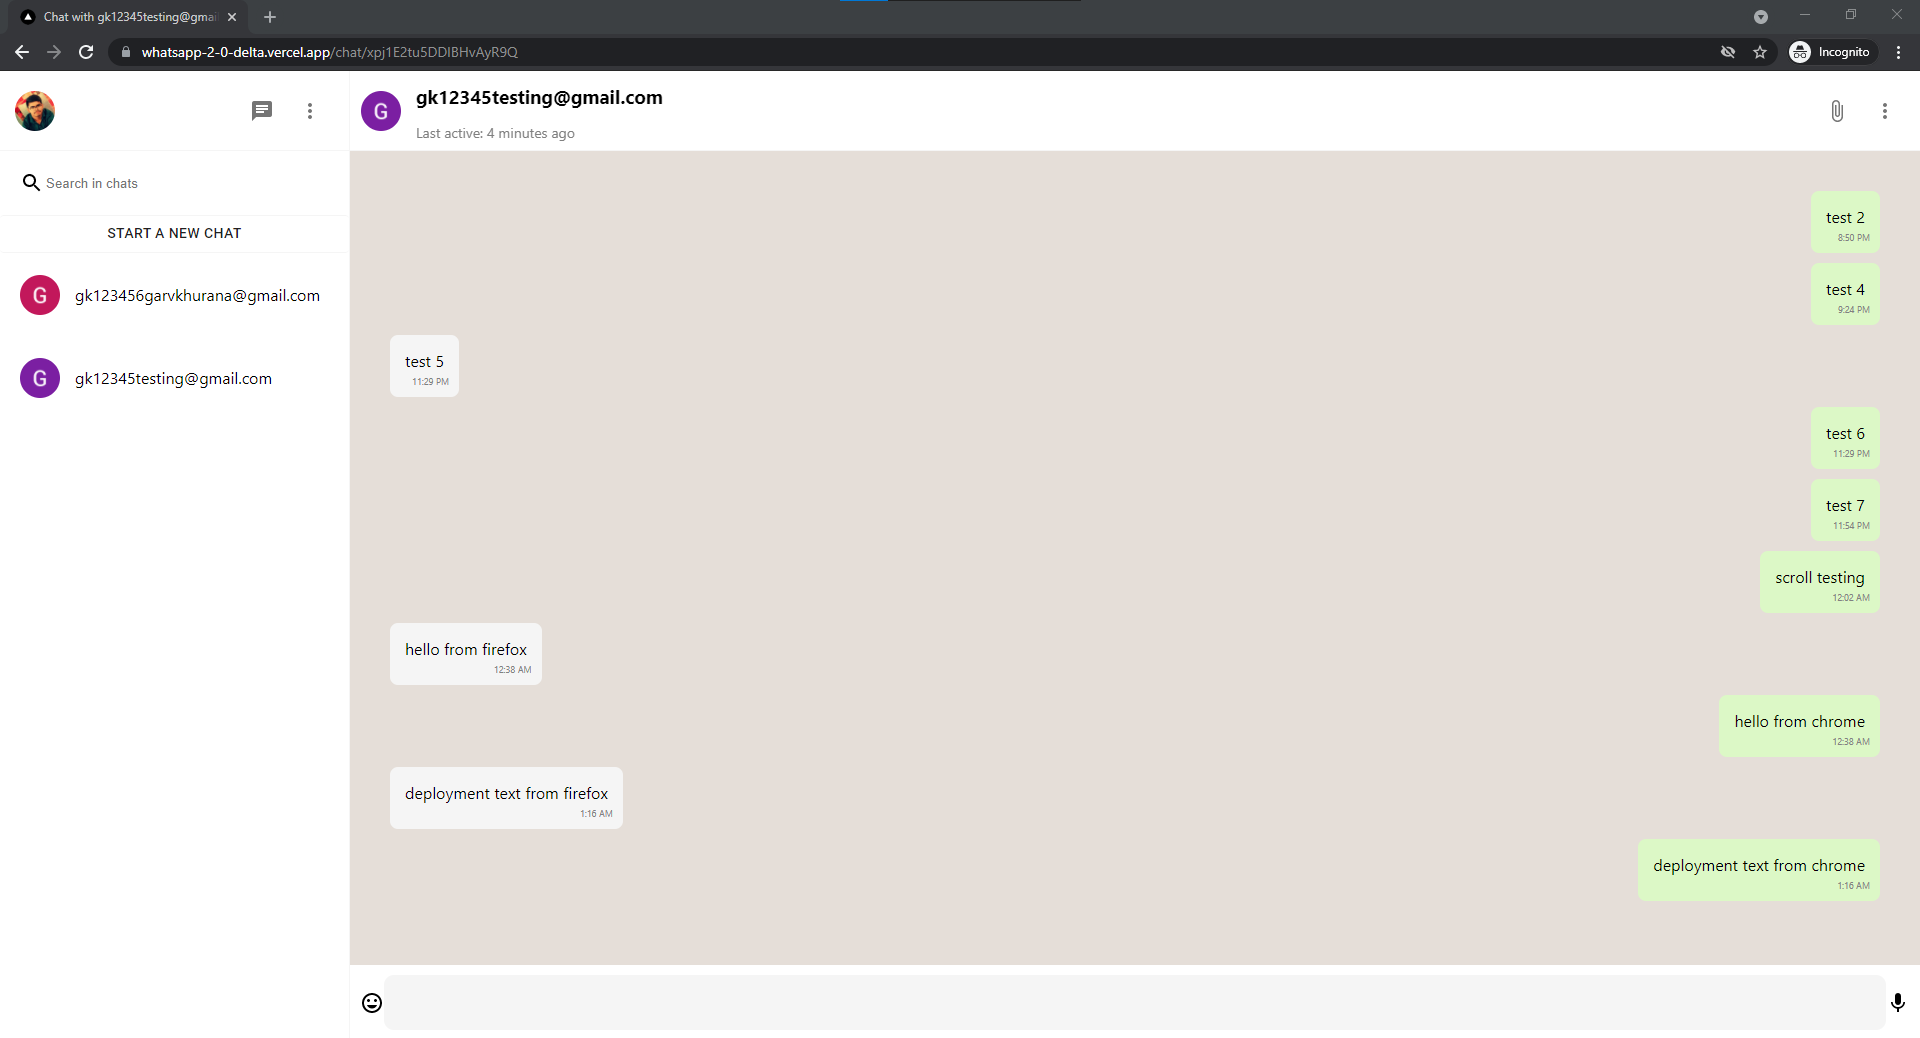 Chat with gk12345testing@gmai
whatsapp-2-0-delta.vercel.app/chat/xpj1E2tu5DDIBHvAyR9Q
Incognito
gk12345testing@gmail.com
Last active: 4 minutes ago
Search in chats
START A NEW CHAT
G gk123456garvkhurana@gmail.com
G gk12345testing@gmail.com
G
test 2
8:50 PM
test 4
9:24 PM
test 5
11:29 PM
test 6
11:29 PM
test 7
11:54 PM
scroll testing
12:02 AM
hello from firefox
12:38 AM
hello from chrome
12:38 AM
deployment text from firefox
1:16 AM
deployment text from chrome
1:16 AM